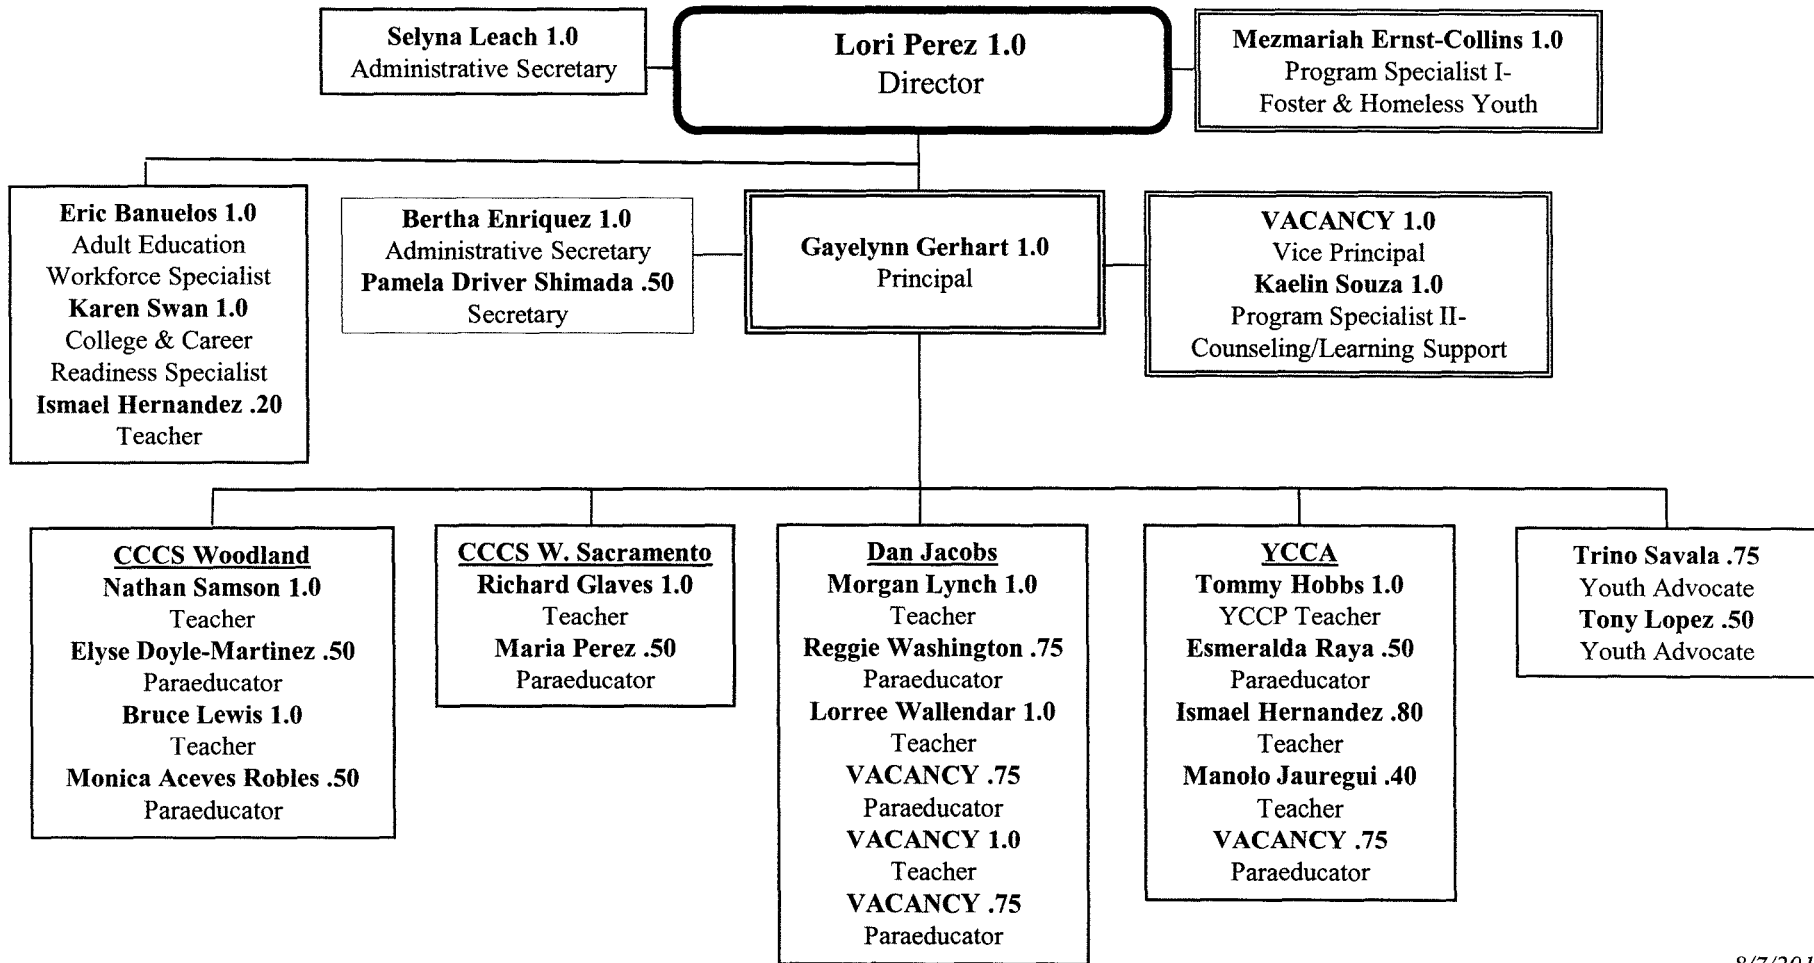 Selyna Leach 1.0
Administrative Secretary
Lori Perez 1.0
Director
Mezmariah Ernst-Collins 1.0
Program Specialist I-
Foster & Homeless Youth
Eric Banuelos 1.0
Adult Education
Workforce Specialist
Karen Swan 1.0
College & Career
Readiness Specialist
Ismael Hernandez .20
Teacher
Bertha Enriquez 1.0
Administrative Secretary
Pamela Driver Shimada .50
Secretary
Gayelynn Gerhart 1.0
Principal
VACANCY 1.0
Vice Principal
Kaelin Souza 1.0
Program Specialist II-
Counseling/Learning Support
CCCS Woodland
Nathan Samson 1.0
Teacher
Elyse Doyle-Martinez .50
Paraeducator
Bruce Lewis 1.0
Teacher
Monica Aceves Robles .50
Paraeducator
CCCS W. Sacramento
Richard Glaves 1.0
Teacher
Maria Perez .50
Paraeducator
Dan Jacobs
Morgan Lynch 1.0
Teacher
Reggie Washington .75
Paraeducator
Lorree Wallendar 1.0
Teacher
VACANCY .75
Paraeducator
VACANCY 1.0
Teacher
VACANCY .75
Paraeducator
YCCA
Tommy Hobbs 1.0
YCCP Teacher
Esmeralda Raya .50
Paraeducator
Ismael Hernandez .80
Teacher
Manolo Jauregui .40
Teacher
VACANCY .75
Paraeducator
Trino Savala .75
Youth Advocate
Tony Lopez .50
Youth Advocate